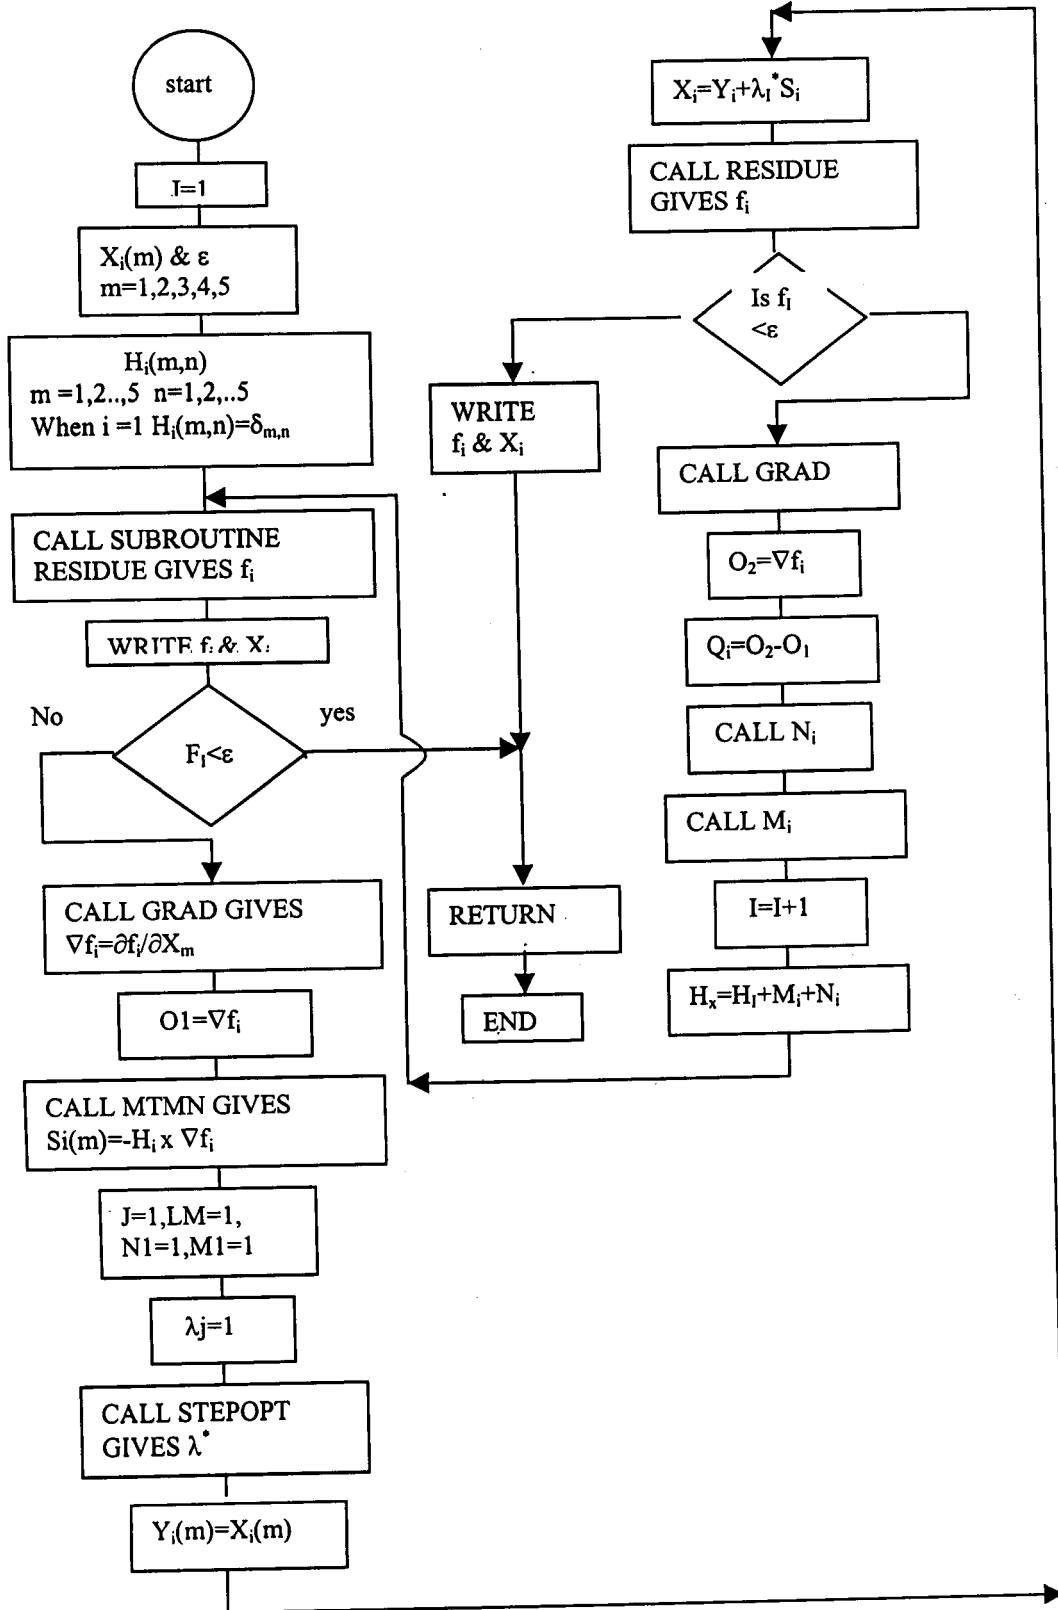 start
I=1
Xᵢ(m) & ε
m=1,2,3,4,5
Hᵢ(m,n)
m =1,2..,5 n=1,2,..5
When i =1 Hᵢ(m,n)=δm,n
CALL SUBROUTINE
RESIDUE GIVES fᵢ
WRITE fᵢ & Xᵢ
No
yes
F₁<ε
CALL GRAD GIVES
∇fᵢ=∂fᵢ/∂Xₘ
O1=∇fᵢ
CALL MTMN GIVES
Si(m)=-Hᵢ x ∇fᵢ
J=1,LM=1,
N1=1,M1=1
λj=1
CALL STEPOPT
GIVES λ*
Yᵢ(m)=Xᵢ(m)
Xᵢ=Yᵢ+λI*Sᵢ
CALL RESIDUE
GIVES fᵢ
Is fI
<ε
WRITE
fᵢ & Xᵢ
RETURN
END
CALL GRAD
O₂=∇fᵢ
Qᵢ=O₂-O₁
CALL Nᵢ
CALL Mᵢ
I=I+1
Hₓ=HI+Mᵢ+Nᵢ